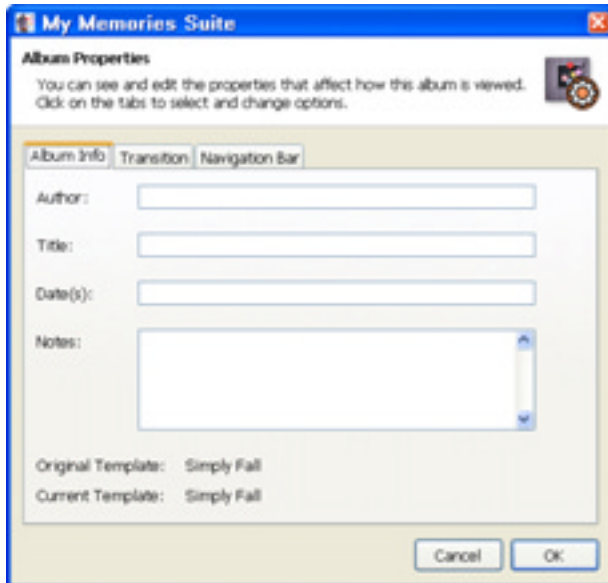 My Memories Suite
Album Properties
You can see and edit the properties that affect how this album is viewed.
Click on the tabs to select and change options.
Album Info Transition Navigation Bar
Author:
Title:
Date(s):
Notes:
Original Template: Simply Fall
Current Template: Simply Fall
Cancel OK